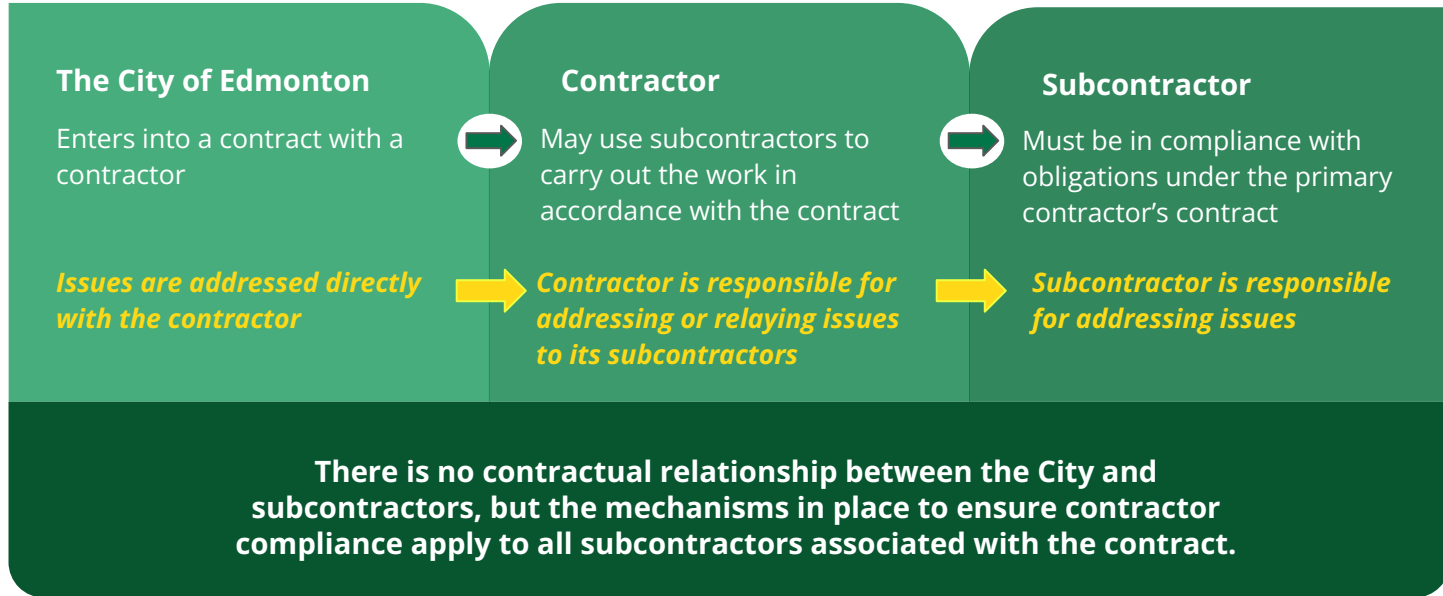 The City of Edmonton
Enters into a contract with a
contractor
Issues are addressed directly
with the contractor
Contractor
May use subcontractors to
carry out the work in
accordance with the contract
Contractor is responsible for
addressing or relaying issues
to its subcontractors
Subcontractor
Must be in compliance with
obligations under the primary
contractor’s contract
Subcontractor is responsible
for addressing issues
There is no contractual relationship between the City and
subcontractors, but the mechanisms in place to ensure contractor
compliance apply to all subcontractors associated with the contract.